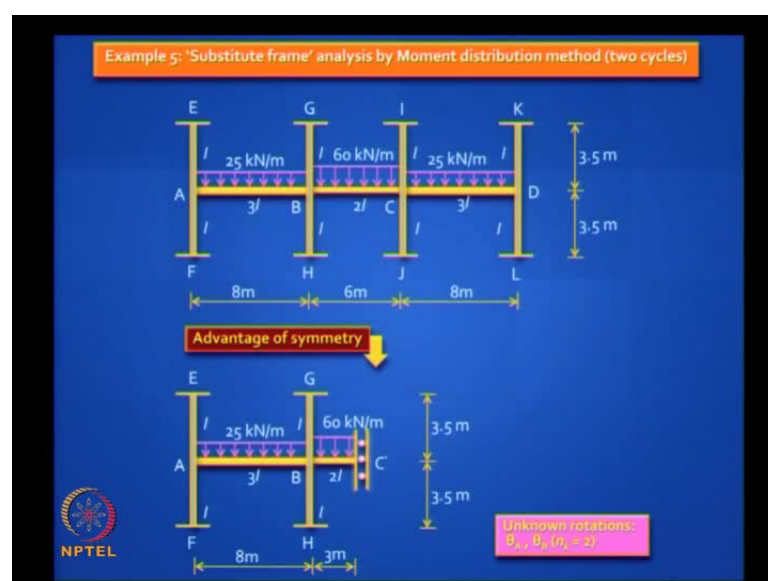 Example 5: 'Substitute frame' analysis by Moment distribution method (two cycles)
E G I K
I 25 kN/m I 60 kN/m I 25 kN/m I
3.5 m
A 3I B 2I C 3I D
I I I I
3.5 m
F H J L
8m 6m 8m
Advantage of symmetry
E G
I 25 kN/m I 60 kN/m
3.5 m
A 3I B 2I C'
I I
3.5 m
F H
8m 3m
Unknown rotations:
θA, θB (nk = 2)
NPTEL